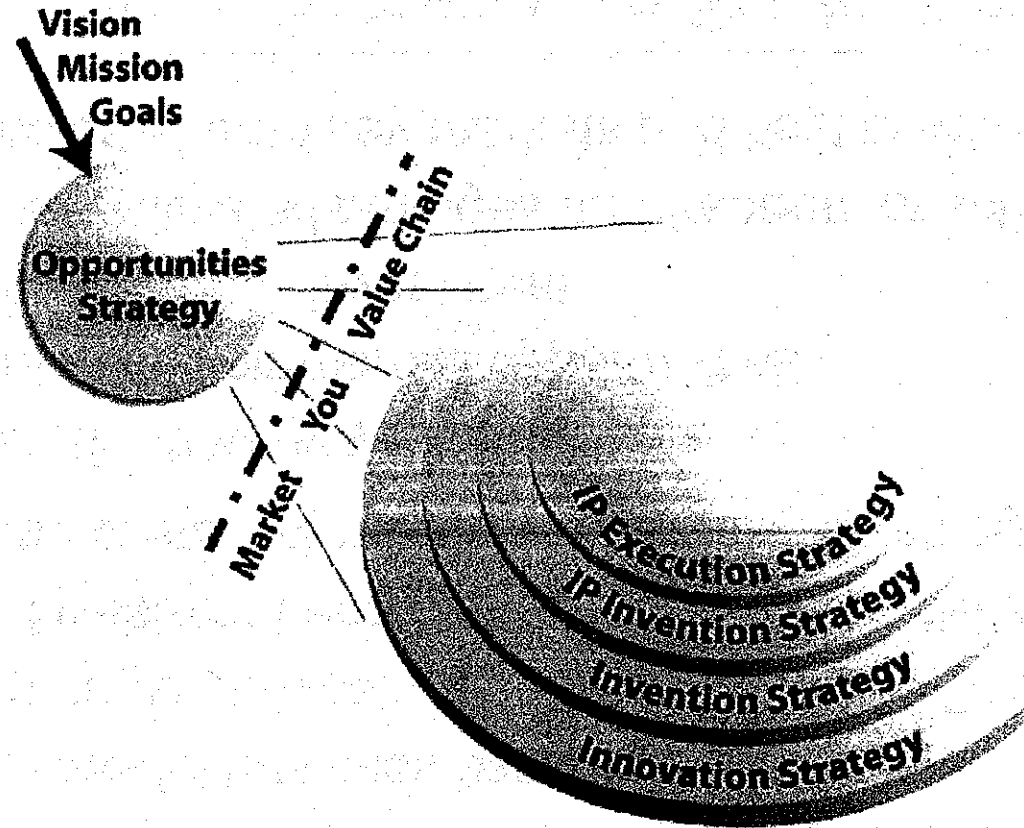 Vision
Mission
Goals
Opportunities
Strategy
Value Chain
You
Market
IP Execution Strategy
IP Invention Strategy
Invention Strategy
Innovation Strategy